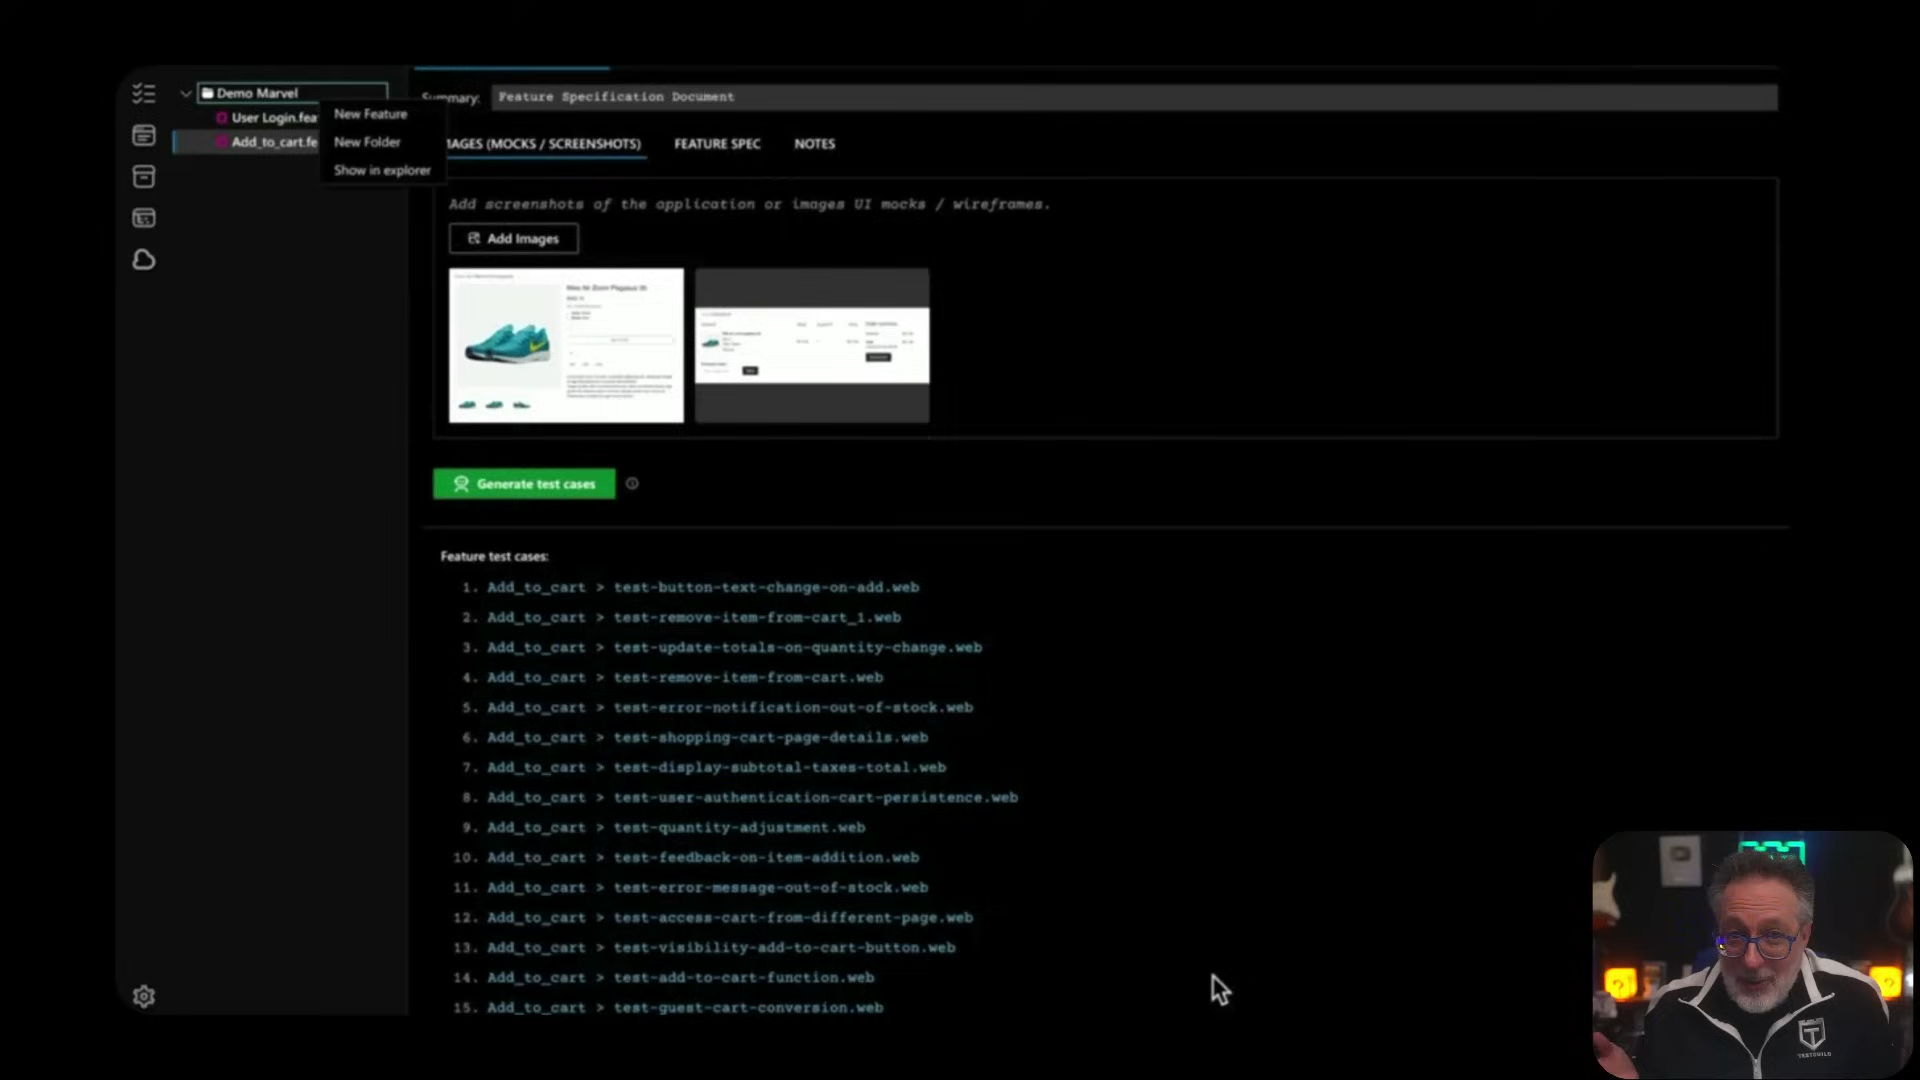 Demo Marvel
User Login.fea
Add_to_cart.fe
New Feature
New Folder
Show in explorer
Summary: Feature Specification Document
MAGES (MOCKS / SCREENSHOTS) FEATURE SPEC NOTES
Add screenshots of the application or images UI mocks / wireframes.
Add Images
Generate test cases
Feature test cases:
1. Add_to_cart > test-button-text-change-on-add.web
2. Add_to_cart > test-remove-item-from-cart_1.web
3. Add_to_cart > test-update-totals-on-quantity-change.web
4. Add_to_cart > test-remove-item-from-cart.web
5. Add_to_cart > test-error-notification-out-of-stock.web
6. Add_to_cart > test-shopping-cart-page-details.web
7. Add_to_cart > test-display-subtotal-taxes-total.web
8. Add_to_cart > test-user-authentication-cart-persistence.web
9. Add_to_cart > test-quantity-adjustment.web
10. Add_to_cart > test-feedback-on-item-addition.web
11. Add_to_cart > test-error-message-out-of-stock.web
12. Add_to_cart > test-access-cart-from-different-page.web
13. Add_to_cart > test-visibility-add-to-cart-button.web
14. Add_to_cart > test-add-to-cart-function.web
15. Add_to_cart > test-guest-cart-conversion.web
TESTGUILD